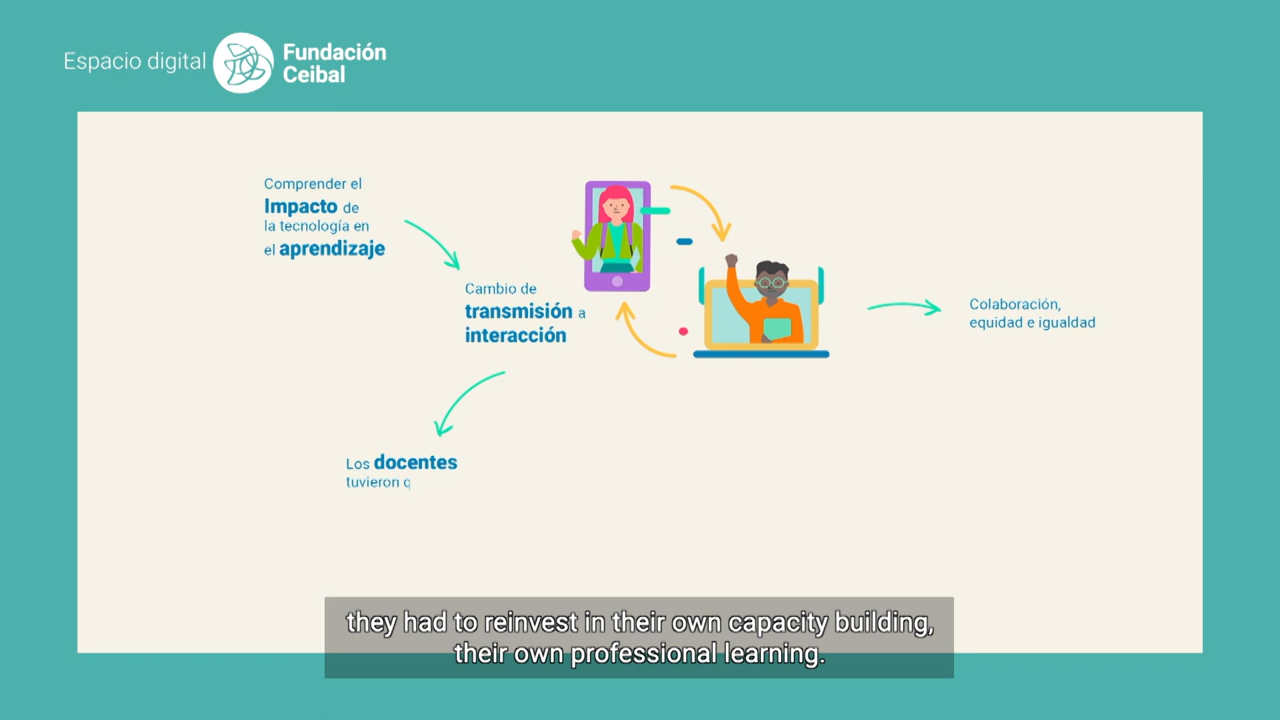 Espacio digital
Fundación
Ceibal
Comprender el
Impacto de
la tecnología en
el aprendizaje
Cambio de
transmisión a
interacción
Colaboración,
equidad e igualdad
Los docentes
tuvieron q
they had to reinvest in their own capacity building,
their own professional learning.